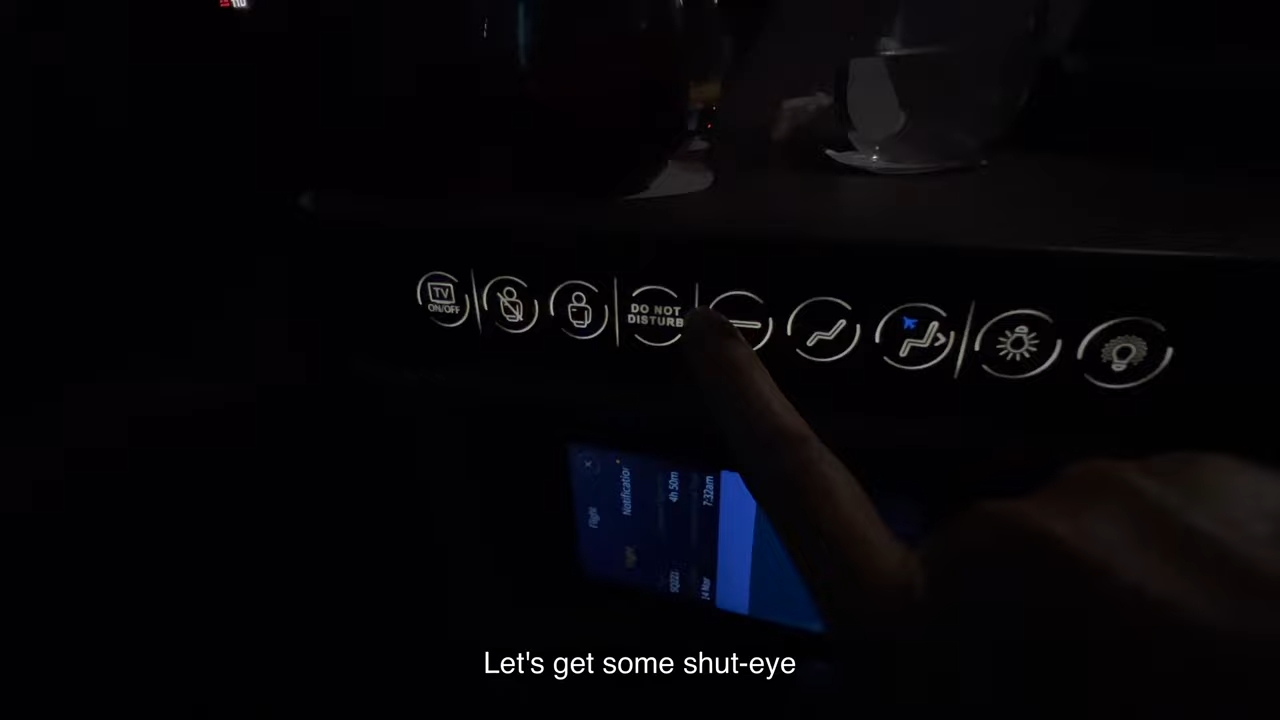 TV
ON/OFF
DO NOT
DISTURB
Flight
Notification
4h 50m
7:32am
SQ221
14 Mar
Let's get some shut-eye